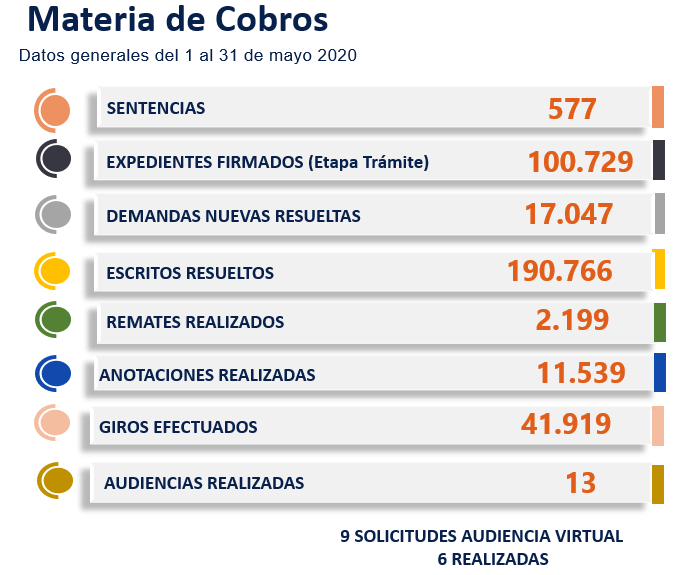 Materia de Cobros
Datos generales del 1 al 31 de mayo 2020
SENTENCIAS 577
EXPEDIENTES FIRMADOS (Etapa Trámite) 100.729
DEMANDAS NUEVAS RESUELTAS 17.047
ESCRITOS RESUELTOS 190.766
REMATES REALIZADOS 2.199
ANOTACIONES REALIZADAS 11.539
GIROS EFECTUADOS 41.919
AUDIENCIAS REALIZADAS 13
9 SOLICITUDES AUDIENCIA VIRTUAL
6 REALIZADAS